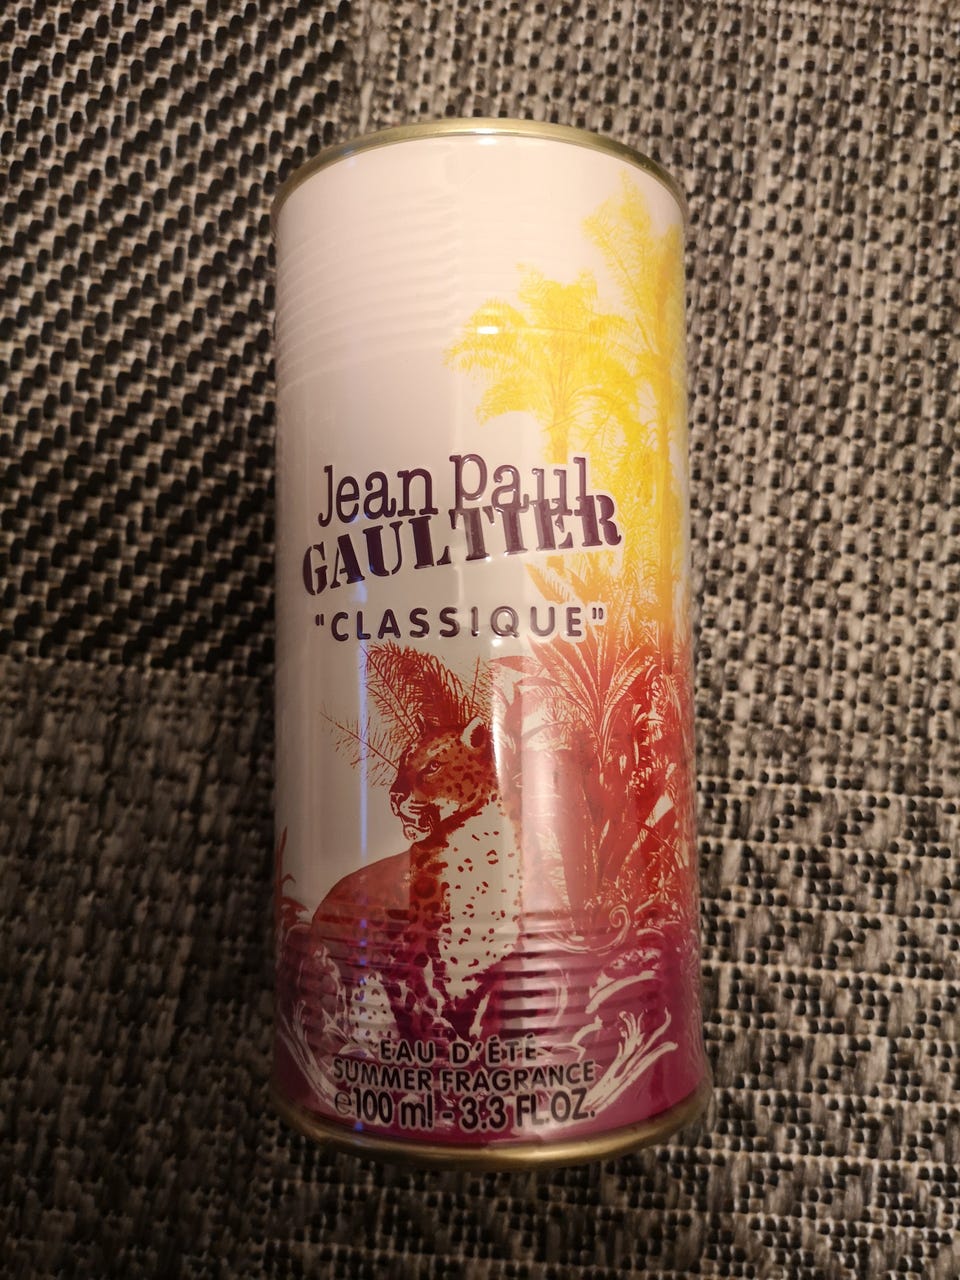 Jean Paul
GAULTIER
"CLASSIQUE"
EAU D'ÉTÉ
SUMMER FRAGRANCE
℮100 ml - 3.3 FL.OZ.